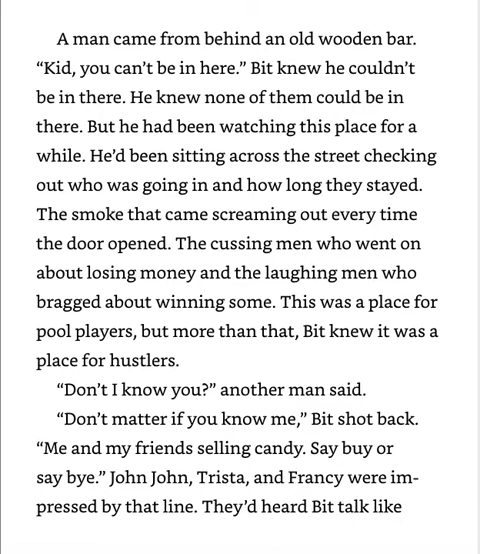 A man came from behind an old wooden bar.
“Kid, you can’t be in here.” Bit knew he couldn’t
be in there. He knew none of them could be in
there. But he had been watching this place for a
while. He’d been sitting across the street checking
out who was going in and how long they stayed.
The smoke that came screaming out every time
the door opened. The cussing men who went on
about losing money and the laughing men who
bragged about winning some. This was a place for
pool players, but more than that, Bit knew it was a
place for hustlers.
“Don’t I know you?” another man said.
“Don’t matter if you know me,” Bit shot back.
“Me and my friends selling candy. Say buy or
say bye.” John John, Trista, and Francy were im-
pressed by that line. They’d heard Bit talk like